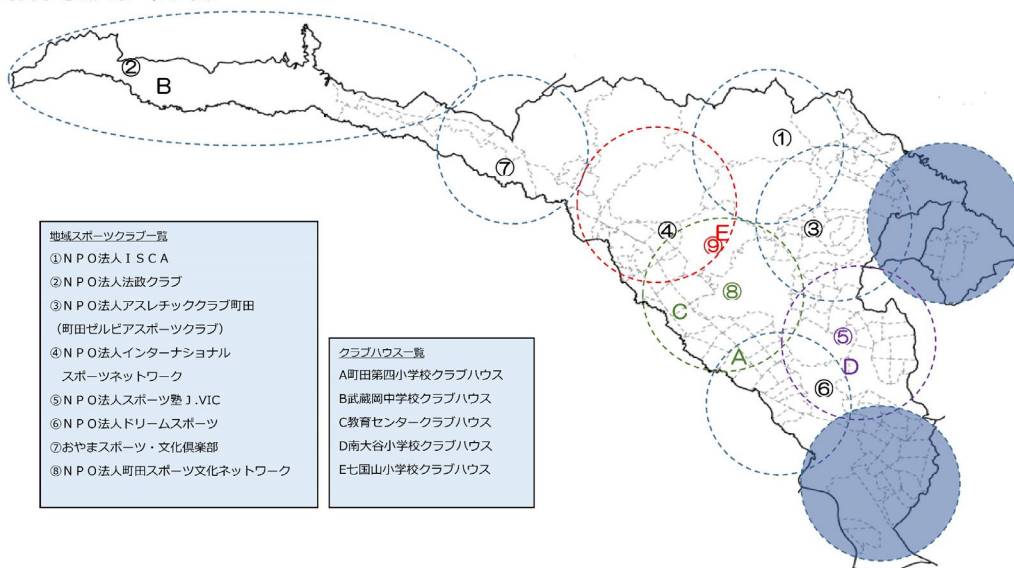 ②
B
⑦
①
④
E
⑨
③
⑧
C
A
⑤
D
⑥
地域スポーツクラブ一覧
①ＮＰＯ法人ＩＳＣＡ
②ＮＰＯ法人法政クラブ
③ＮＰＯ法人アスレチッククラブ町田
（町田ゼルビアスポーツクラブ）
④ＮＰＯ法人インターナショナル
スポーツネットワーク
⑤ＮＰＯ法人スポーツ塾Ｊ.VIC
⑥ＮＰＯ法人ドリームスポーツ
⑦おやまスポーツ・文化倶楽部
⑧ＮＰＯ法人町田スポーツ文化ネットワーク
クラブハウス一覧
A町田第四小学校クラブハウス
B武蔵岡中学校クラブハウス
C教育センタークラブハウス
D南大谷小学校クラブハウス
E七国山小学校クラブハウス